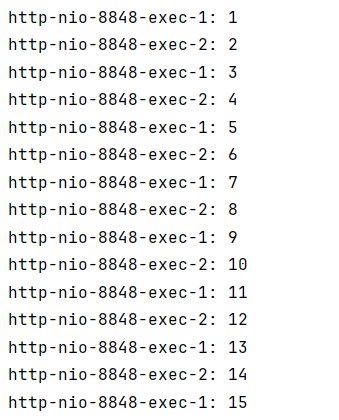 http-nio-8848-exec-1: 1
http-nio-8848-exec-2: 2
http-nio-8848-exec-1: 3
http-nio-8848-exec-2: 4
http-nio-8848-exec-1: 5
http-nio-8848-exec-2: 6
http-nio-8848-exec-1: 7
http-nio-8848-exec-2: 8
http-nio-8848-exec-1: 9
http-nio-8848-exec-2: 10
http-nio-8848-exec-1: 11
http-nio-8848-exec-2: 12
http-nio-8848-exec-1: 13
http-nio-8848-exec-2: 14
http-nio-8848-exec-1: 15